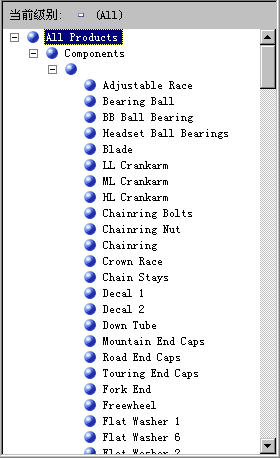 当前级别: (All)
All Products
Components
Adjustable Race
Bearing Ball
BB Ball Bearing
Headset Ball Bearings
Blade
LL Crankarm
ML Crankarm
HL Crankarm
Chainring Bolts
Chainring Nut
Chainring
Crown Race
Chain Stays
Decal 1
Decal 2
Down Tube
Mountain End Caps
Road End Caps
Touring End Caps
Fork End
Freewheel
Flat Washer 1
Flat Washer 6
Flat Washer 2